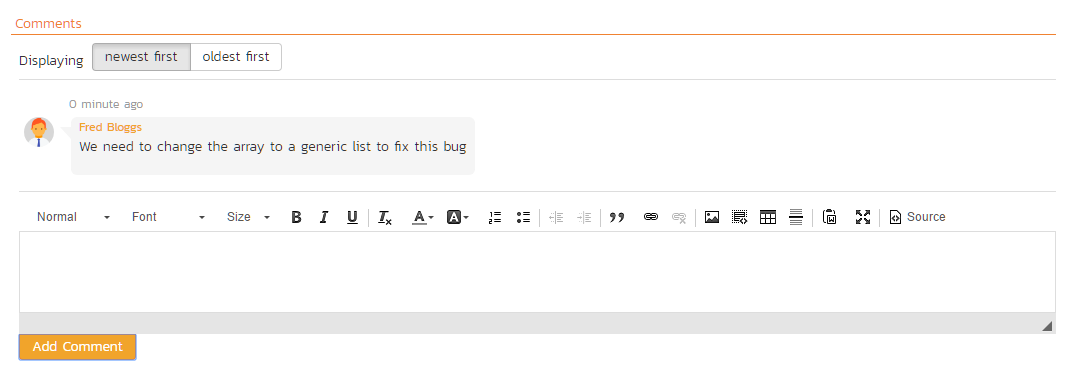 Comments
Displaying newest first oldest first
0 minute ago
Fred Bloggs
We need to change the array to a generic list to fix this bug
Normal Font Size B I U Tx A A Source
Add Comment